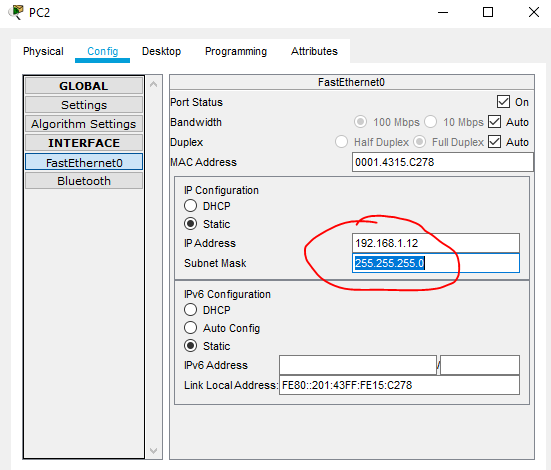 PC2
Physical Config Desktop Programming Attributes
GLOBAL
Settings
Algorithm Settings
INTERFACE
FastEthernet0
Bluetooth
FastEthernet0
Port Status On
Bandwidth 100 Mbps 10 Mbps Auto
Duplex Half Duplex Full Duplex Auto
MAC Address 0001.4315.C278
IP Configuration
DHCP
Static
IP Address 192.168.1.12
Subnet Mask 255.255.255.0
IPv6 Configuration
DHCP
Auto Config
Static
IPv6 Address /
Link Local Address: FE80::201:43FF:FE15:C278